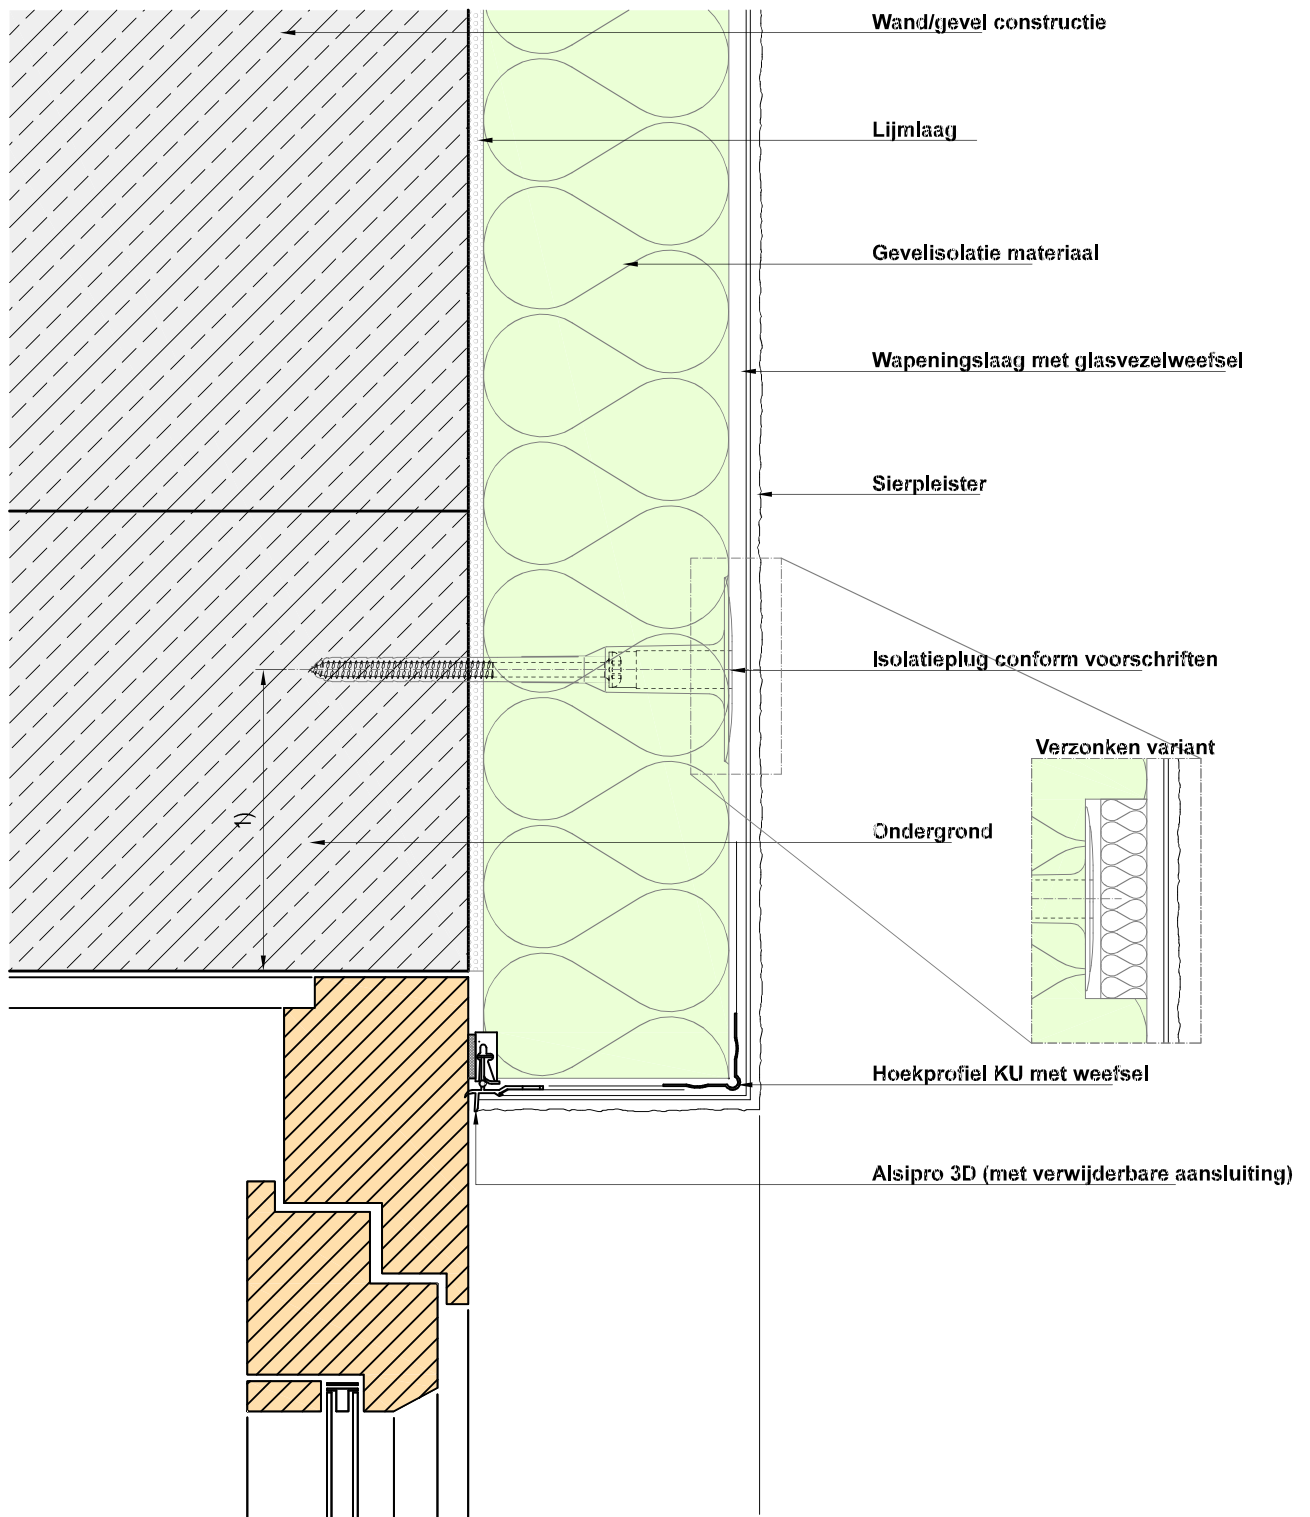 Wand/gevel constructie
Lijmlaag
Gevelisolatie materiaal
Wapeningslaag met glasvezelweefsel
Sierpleister
Isolatieplug conform voorschriften
Verzonken variant
1)
Ondergrond
Hoekprofiel KU met weefsel
Alsipro 3D (met verwijderbare aansluiting)